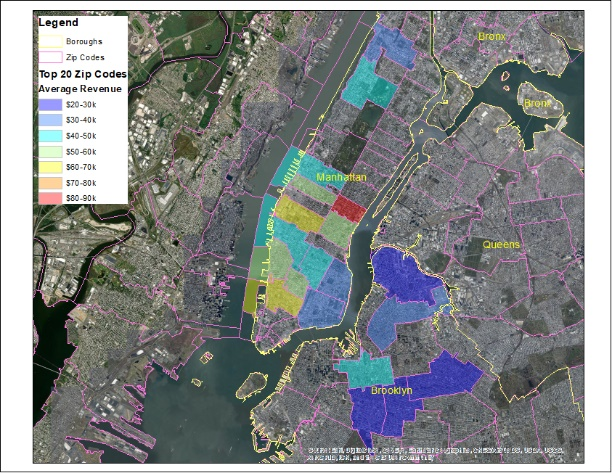 Legend
Boroughs
Zip Codes
Top 20 Zip Codes
Average Revenue
$20-30k
$30-40k
$40-50k
$50-60k
$60-70k
$70-80k
$80-90k
Bronx
Bronx
Manhattan
Queens
Brooklyn